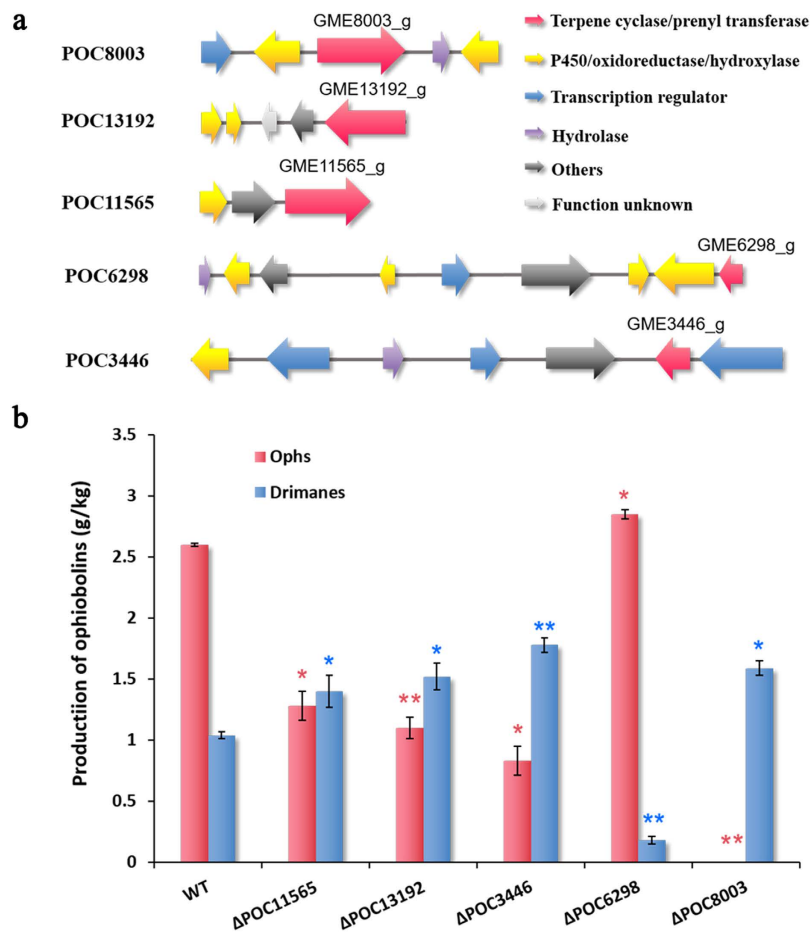 a
GME8003_g
POC8003
GME13192_g
POC13192
GME11565_g
POC11565
GME6298_g
POC6298
GME3446_g
POC3446
Terpene cyclase/prenyl transferase
P450/oxidoreductase/hydroxylase
Transcription regulator
Hydrolase
Others
Function unknown
b
Productiion of ophiobolins (g/kg)
3.5
3
2.5
2
1.5
1
0.5
0
Ophs
Drimanes
*
*
**
*
*
**
*
**
**
*
WT
ΔPOC11565
ΔPOC13192
ΔPOC3446
ΔPOC6298
ΔPOC8003